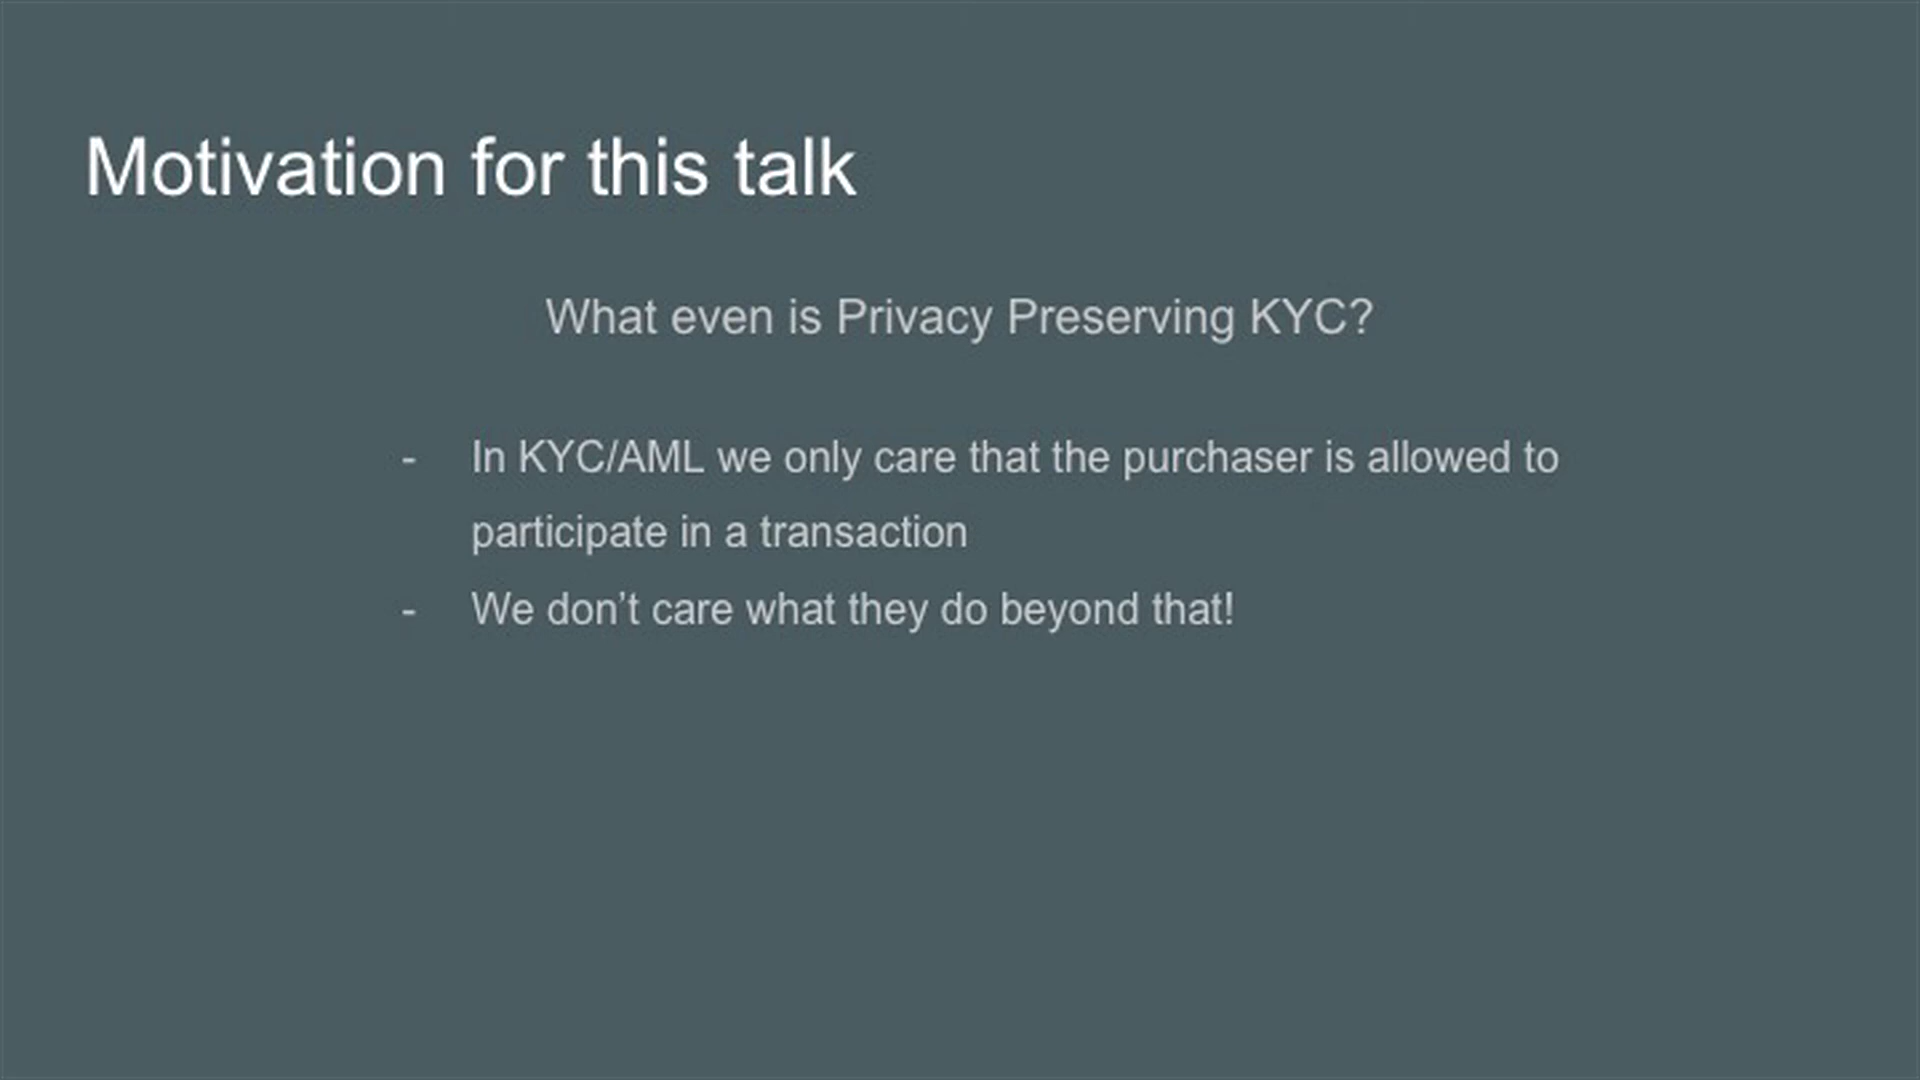 Motivation for this talk
What even is Privacy Preserving KYC?
- In KYC/AML we only care that the purchaser is allowed to
participate in a transaction
- We don’t care what they do beyond that!